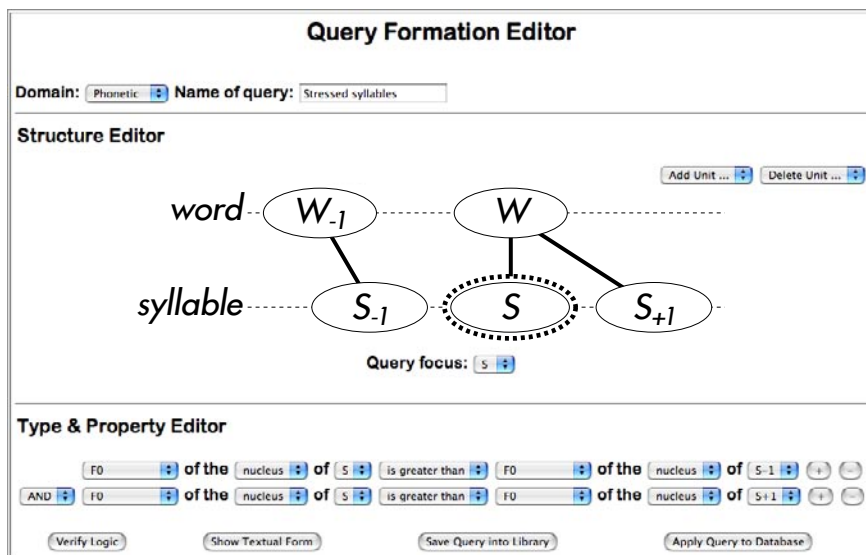 Query Formation Editor
Domain: Phonetic Name of query: Stressed syllables
Structure Editor
Add Unit ... Delete Unit ...
word W-1 W
syllable S-1 S S+1
Query focus: S
Type & Property Editor
F0 of the nucleus of S is greater than F0 of the nucleus of S-1 + -
AND F0 of the nucleus of S is greater than F0 of the nucleus of S+1 + -
Verify Logic Show Textual Form Save Query into Library Apply Query to Database